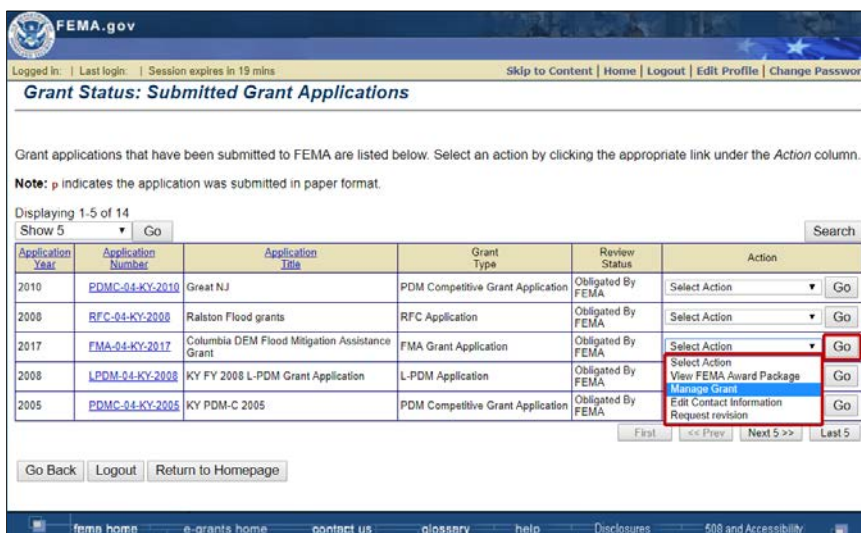 FEMA.gov
Logged in: | Last login: | Session expires in 19 mins
Skip to Content | Home | Logout | Edit Profile | Change Passwor
Grant Status: Submitted Grant Applications
Grant applications that have been submitted to FEMA are listed below. Select an action by clicking the appropriate link under the Action column.
Note: p indicates the application was submitted in paper format.
Displaying 1-5 of 14
Show 5 Go Search
Application Year Application Number Application Title Grant Type Review Status Action
2010 PDMC-04-KY-2010 Great NJ PDM Competitive Grant Application Obligated By FEMA Select Action Go
2008 RFC-04-KY-2008 Ralston Flood grants RFC Application Obligated By FEMA Select Action Go
2017 FMA-04-KY-2017 Columbia DEM Flood Mitigation Assistance Grant FMA Grant Application Obligated By FEMA Select Action Go
Select Action
View FEMA Award Package
Manage Grant
Edit Contact Information
Request revision
2008 LPDM-04-KY-2008 KY FY 2008 L-PDM Grant Application L-PDM Application Obligated By FEMA Go
2005 PDMC-04-KY-2005 KY PDM-C 2005 PDM Competitive Grant Application Obligated By FEMA Go
First << Prev Next 5 >> Last 5
Go Back Logout Return to Homepage
fema home e-grants home contact us glossary help Disclosures 508 and Accessibility